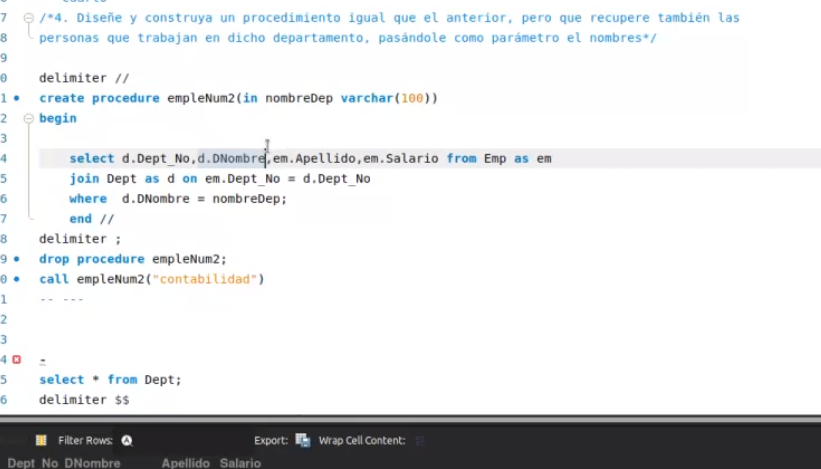 7 /*4. Diseñe y construya un procedimiento igual que el anterior, pero que recupere también las
8 personas que trabajan en dicho departamento, pasándole como parámetro el nombres*/
9
0 delimiter //
1 create procedure empleNum2(in nombreDep varchar(100))
2 begin
3
4 select d.Dept_No,d.DNombre,em.Apellido,em.Salario from Emp as em
5 join Dept as d on em.Dept_No = d.Dept_No
6 where  d.DNombre = nombreDep;
7 end //
8 delimiter ;
9 drop procedure empleNum2;
0 call empleNum2("contabilidad")
1 -- ---
2
3
4 -
5 select * from Dept;
6 delimiter $$
Filter Rows: Export: Wrap Cell Content:
Dept_No DNombre Apellido Salario